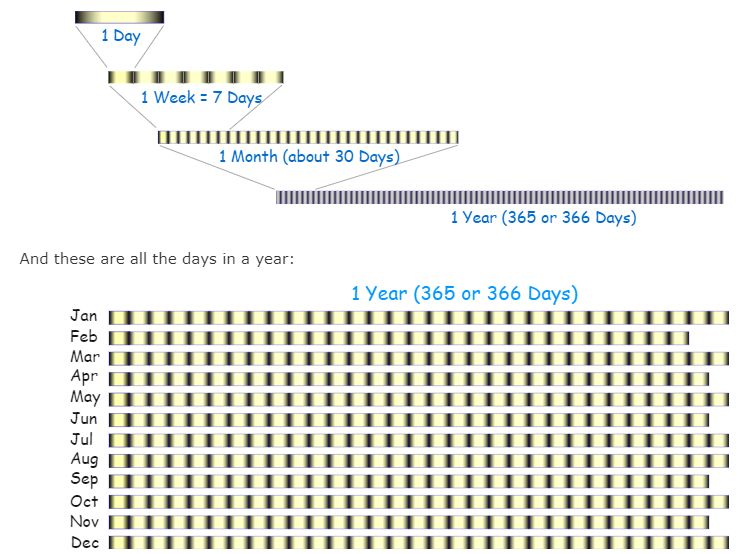 1 Day
1 Week = 7 Days
1 Month (about 30 Days)
1 Year (365 or 366 Days)
And these are all the days in a year:
1 Year (365 or 366 Days)
Jan
Feb
Mar
Apr
May
Jun
Jul
Aug
Sep
Oct
Nov
Dec